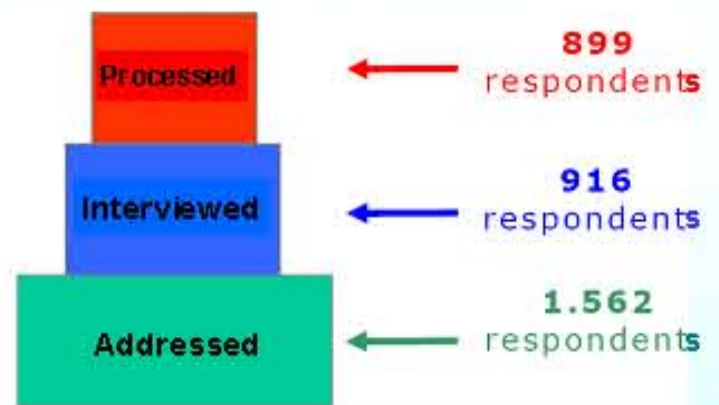 Processed
899
respondents
Interviewed
916
respondents
Addressed
1.562
respondents